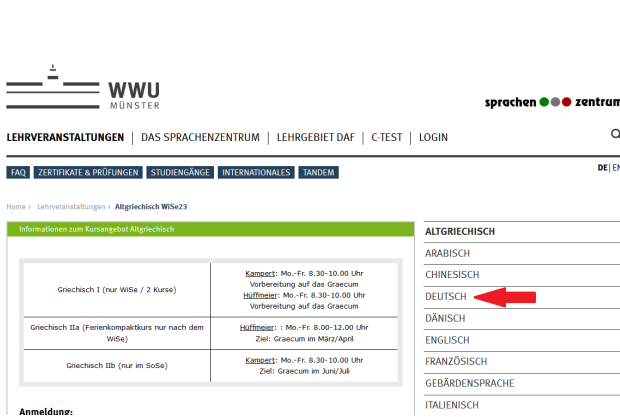 WWU
MÜNSTER
sprachen zentrum
LEHRVERANSTALTUNGEN | DAS SPRACHENZENTRUM | LEHRGEBIET DAF | C-TEST | LOGIN
FAQ ZERTIFIKATE & PRÜFUNGEN STUDIENGÄNGE INTERNATIONALES TANDEM
DE| EN
Home › Lehrveranstaltungen › Altgriechisch WiSe23
Informationen zum Kursangebot Altgriechisch
Griechisch I (nur WiSe / 2 Kurse)
Kampert: Mo.-Fr. 8.30-10.00 Uhr
Vorbereitung auf das Graecum
Hüffmeier: Mo.-Fr. 8.30-10.00 Uhr
Vorbereitung auf das Graecum
Griechisch IIa (Ferienkompaktkurs nur nach dem
WiSe)
Hüffmeier: : Mo.-Fr. 8.00-12.00 Uhr
Ziel: Graecum im März/April
Griechisch IIb (nur im SoSe)
Kampert: Mo.-Fr. 8.30-10.00 Uhr
Ziel: Graecum im Juni/Juli
Anmeldung:
ALTGRIECHISCH
ARABISCH
CHINESISCH
DEUTSCH
DÄNISCH
ENGLISCH
FRANZÖSISCH
GEBÄRDENSPRACHE
ITALIENISCH